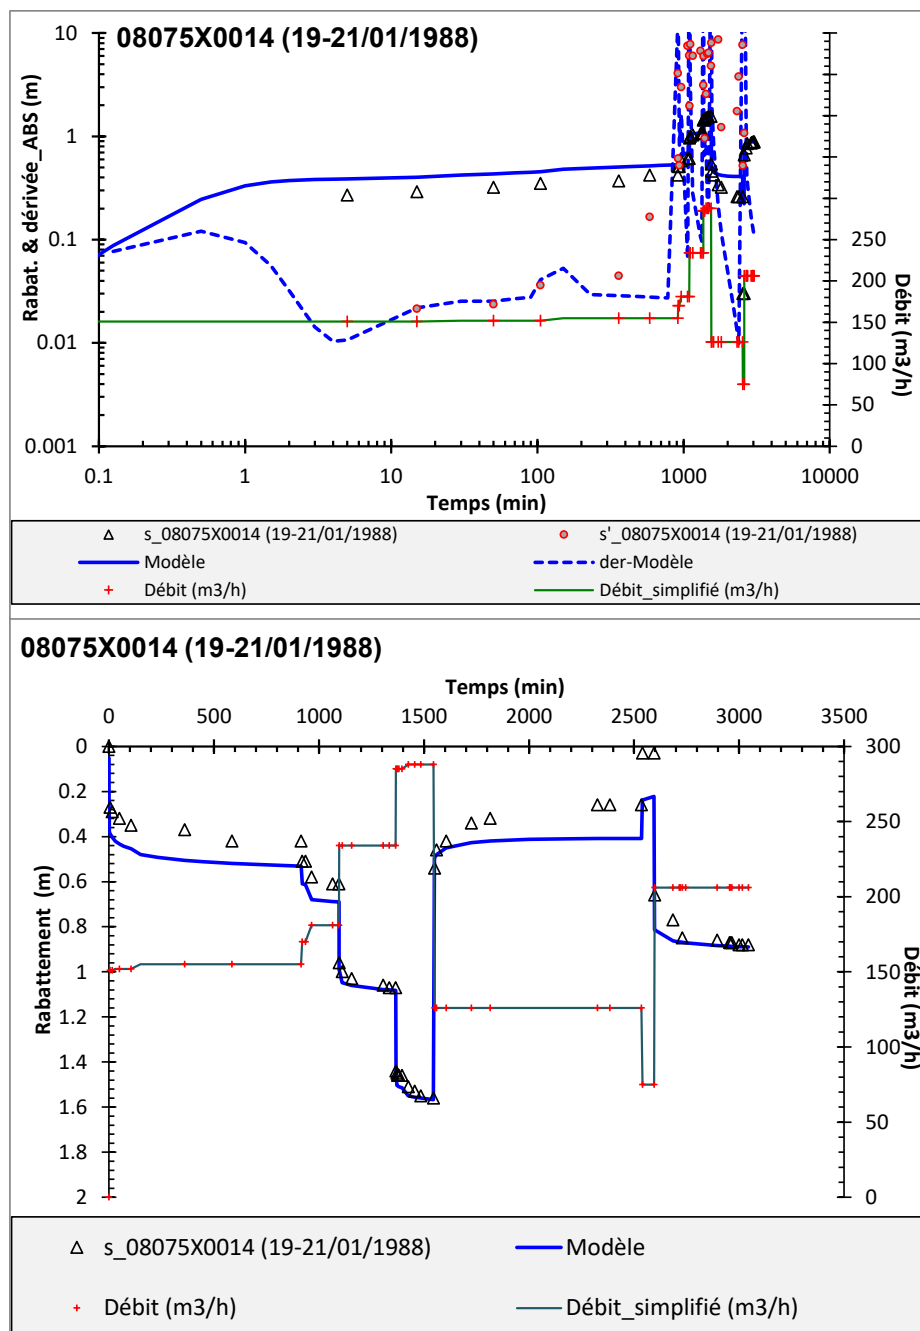 08075X0014 (19-21/01/1988)
Rabat. & dérivée_ABS (m)
10
1
0.1
0.01
0.001
250
200
150
100
50
0
Débit (m3/h)
0.1 1 10 100 1000 10000
Temps (min)
s_08075X0014 (19-21/01/1988) s'_08075X0014 (19-21/01/1988)
Modèle der-Modèle
Débit (m3/h) Débit_simplifié (m3/h)
08075X0014 (19-21/01/1988)
Temps (min)
0 500 1000 1500 2000 2500 3000 3500
Rabattement (m)
0
0.2
0.4
0.6
0.8
1
1.2
1.4
1.6
1.8
2
300
250
200
150
100
50
0
Débit (m3/h)
s_08075X0014 (19-21/01/1988) Modèle
Débit (m3/h) Débit_simplifié (m3/h)